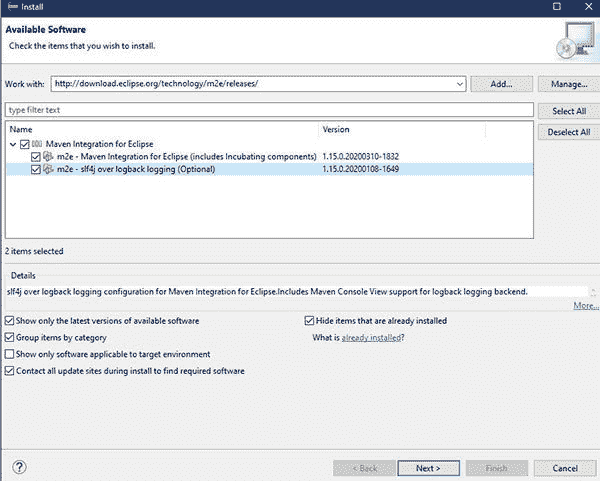 Install
Available Software
Check the items that you wish to install.
Work with: http://download.eclipse.org/technology/m2e/releases/ Add... Manage...
type filter text Select All
Name Version Deselect All
Maven Integration for Eclipse
m2e - Maven Integration for Eclipse (includes Incubating components) 1.15.0.20200310-1832
m2e - slf4j over logback logging (Optional) 1.15.0.20200108-1649
2 items selected
Details
slf4j over logback logging configuration for Maven Integration for Eclipse.Includes Maven Console View support for logback logging backend.
More...
Show only the latest versions of available software Hide items that are already installed
Group items by category What is already installed?
Show only software applicable to target environment
Contact all update sites during install to find required software
? < Back Next > Finish Cancel